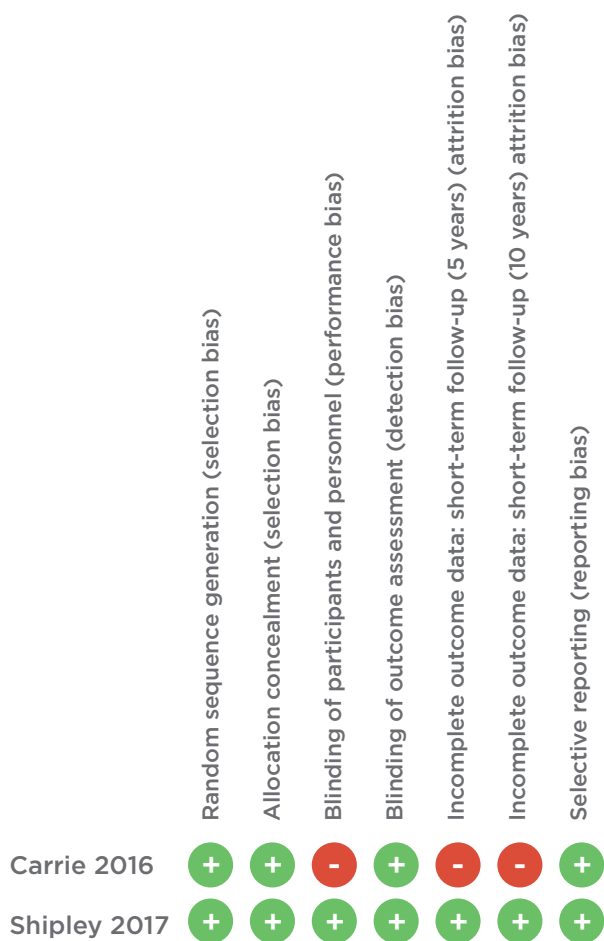 Random sequence generation (selection bias)
Allocation concealment (selection bias)
Blinding of participants and personnel (performance bias)
Blinding of outcome assessment (detection bias)
Incomplete outcome data: short-term follow-up (5 years) (attrition bias)
Incomplete outcome data: short-term follow-up (10 years) attrition bias)
Selective reporting (reporting bias)
Carrie 2016 + + - + - - +
Shipley 2017 + + + + + + +